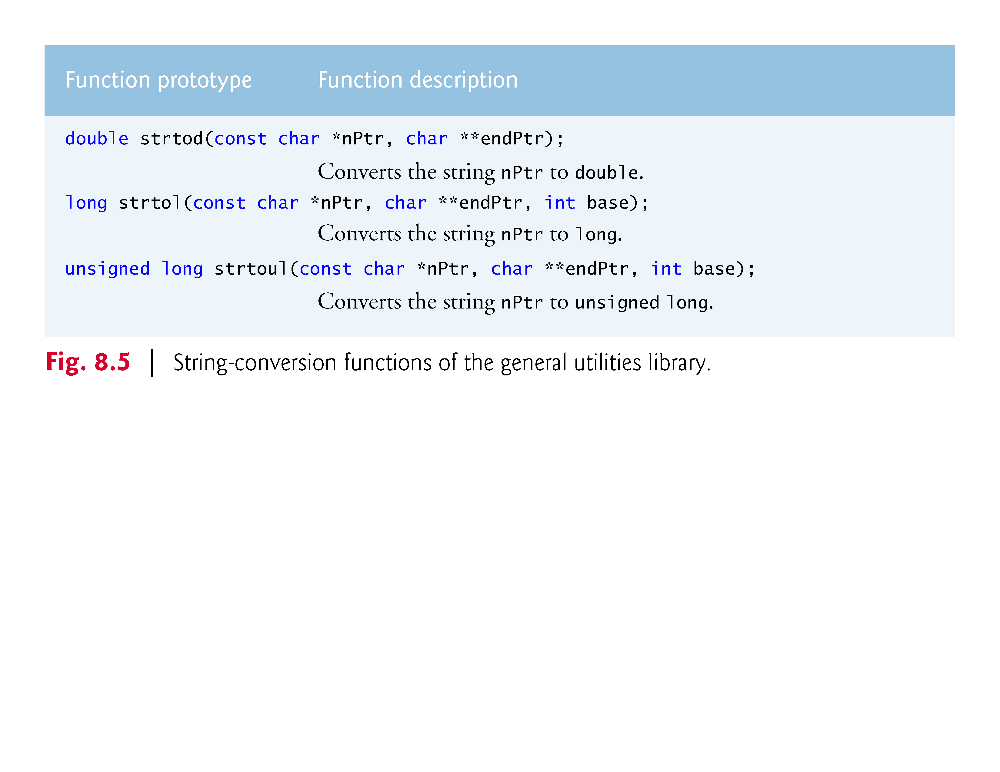 Function prototype Function description
double strtod(const char *nPtr, char **endPtr);
Converts the string nPtr to double.
long strtol(const char *nPtr, char **endPtr, int base);
Converts the string nPtr to long.
unsigned long strtoul(const char *nPtr, char **endPtr, int base);
Converts the string nPtr to unsigned long.
Fig. 8.5 | String-conversion functions of the general utilities library.